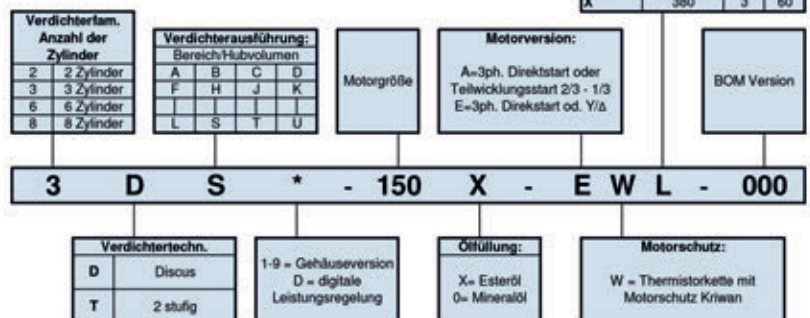 X 380 3 60
Verdichterfam.
Anzahl der
Zylinder
2 2 Zylinder
3 3 Zylinder
6 6 Zylinder
8 8 Zylinder
Verdichterausführung:
Bereich/Hubvolumen
A B C D
F H J K
L S T U
Motorgröße
Motorversion:
A=3ph. Direktstart oder
Teilwicklungsstart 2/3 - 1/3
E=3ph. Direkstart od. Y/Δ
BOM Version
3 D S * - 150 X - E W L - 000
Verdichtertechn.
D Discus
T 2 stufig
1-9 = Gehäuseversion
D = digitale
Leistungsregelung
Ölfüllung:
X= Esteröl
0= Mineralöl
Motorschutz:
W = Thermistorkette mit
Motorschutz Kriwan